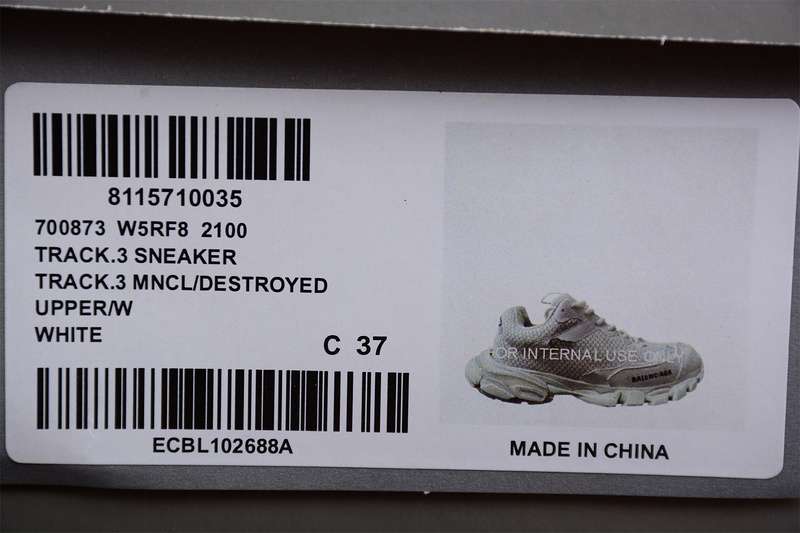 8115710035
700873 W5RF8 2100
TRACK.3 SNEAKER
TRACK.3 MNCL/DESTROYED
UPPER/W
WHITE
C 37
ECBL102688A
FOR INTERNAL USE ONLY
BALENCIAGA
MADE IN CHINA